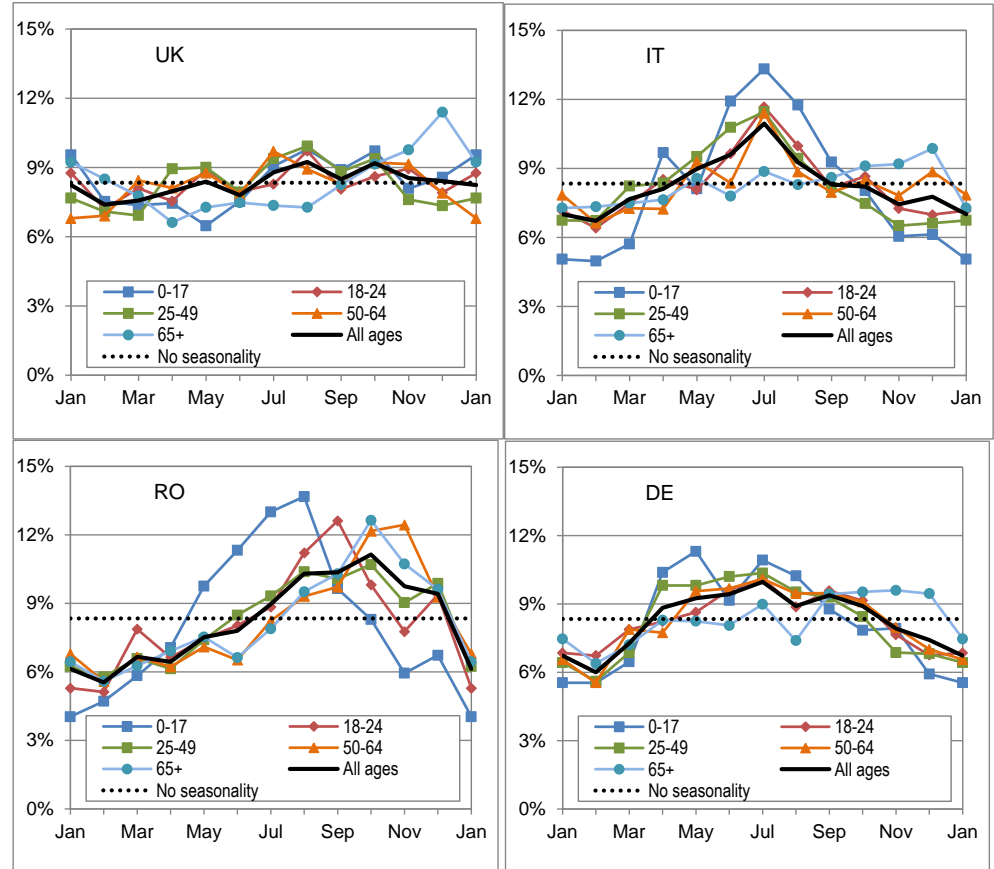 15%
UK
12%
9%
6%
0-17 18-24
25-49 50-64
3%
65+ All ages
No seasonality
0%
Jan Mar May Jul Sep Nov Jan
15%
IT
12%
9%
6%
0-17 18-24
25-49 50-64
3%
65+ All ages
No seasonality
0%
Jan Mar May Jul Sep Nov Jan
15%
RO
12%
9%
6%
0-17 18-24
3%
25-49 50-64
65+ All ages
No seasonality
0%
Jan Mar May Jul Sep Nov Jan
15%
DE
12%
9%
6%
0-17 18-24
3%
25-49 50-64
65+ All ages
No seasonality
0%
Jan Mar May Jul Sep Nov Jan